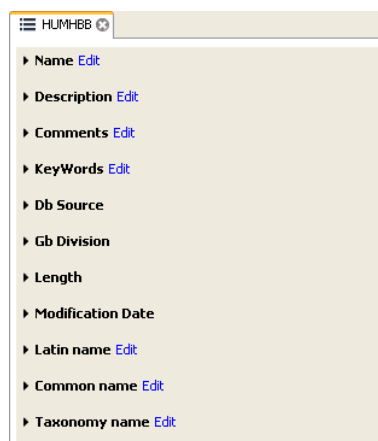 HUMHBB
Name Edit
Description Edit
Comments Edit
KeyWords Edit
Db Source
Gb Division
Length
Modification Date
Latin name Edit
Common name Edit
Taxonomy name Edit